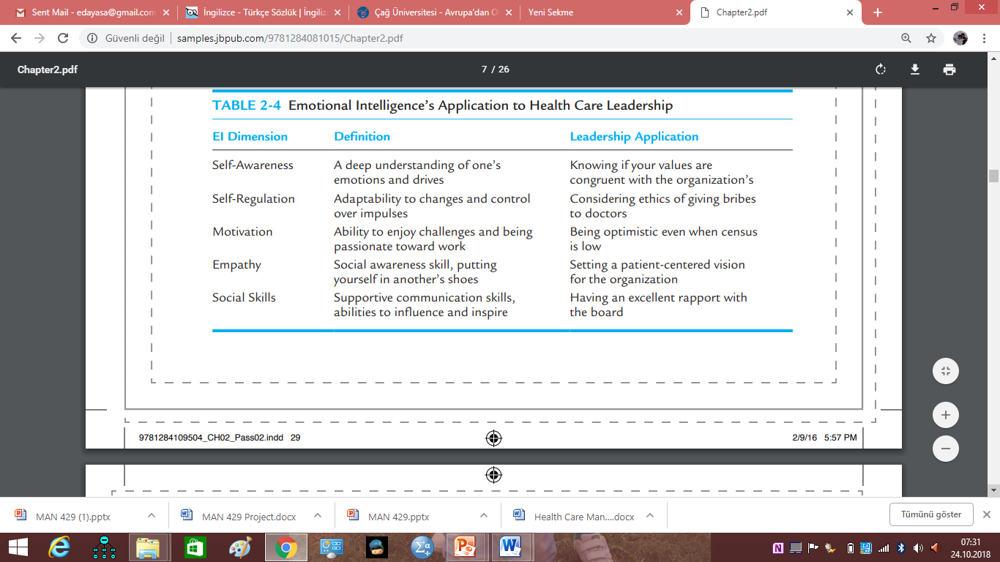 Sent Mail - edayasa@gmail.com
İngilizce - Türkçe Sözlük | İngiliz
Çağ Üniversitesi - Avrupa'dan O
Yeni Sekme
Chapter2.pdf
Güvenli değil | samples.jbpub.com/9781284081015/Chapter2.pdf
Chapter2.pdf
7 / 26
TABLE 2-4 Emotional Intelligence's Application to Health Care Leadership
EI Dimension Definition Leadership Application
Self-Awareness A deep understanding of one's Knowing if your values are
emotions and drives congruent with the organization's
Self-Regulation Adaptability to changes and control Considering ethics of giving bribes
over impulses to doctors
Motivation Ability to enjoy challenges and being Being optimistic even when census
passionate toward work is low
Empathy Social awareness skill, putting Setting a patient-centered vision
yourself in another's shoes for the organization
Social Skills Supportive communication skills, Having an excellent rapport with
abilities to influence and inspire the board
9781284109504_CH02_Pass02.indd 29 2/9/16 5:57 PM
MAN 429 (1).pptx
MAN 429 Project.docx
MAN 429.pptx
Health Care Man....docx
Tümünü göster
07:31
24.10.2018